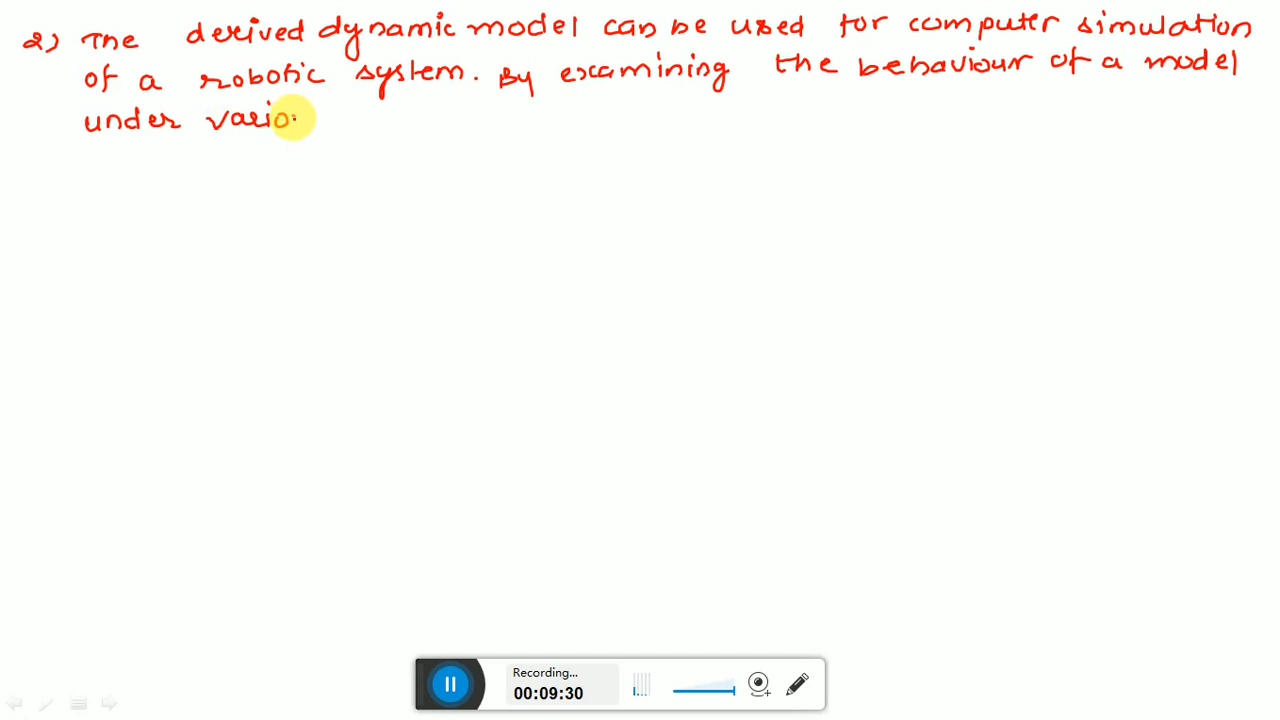 2) The derived dynamic model can be used for computer simulation
of a robotic system. By examining the behaviour of a model
under vario
Recording...
00:09:30